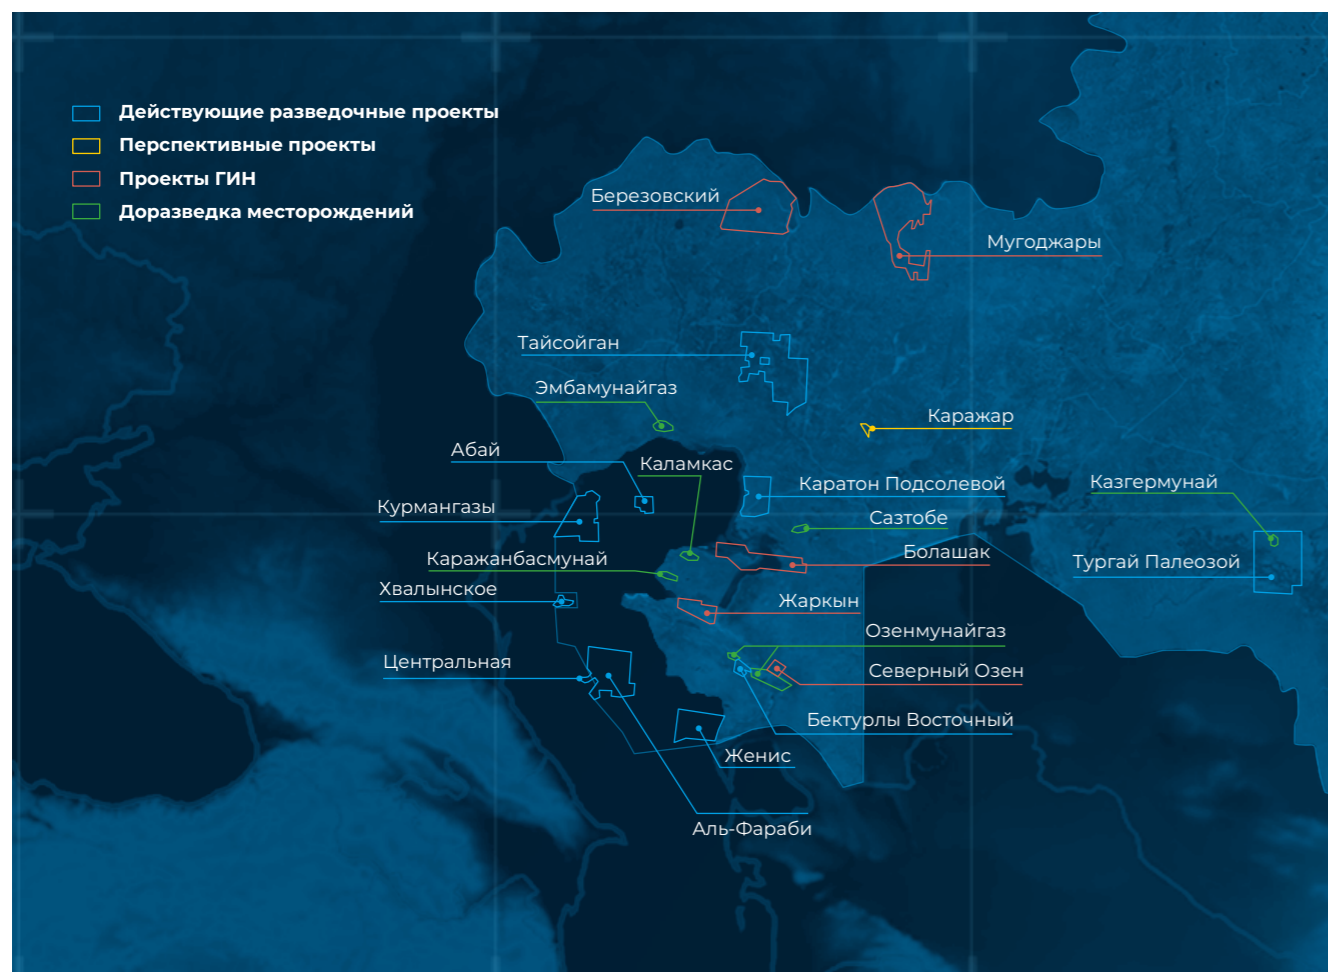 Действующие разведочные проекты
Перспективные проекты
Проекты ГИН
Доразведка месторождений
Березовский
Мугоджары
Тайсойган
Эмбамунайгаз
Каражар
Абай
Каламкас
Каратон Подсолевой
Казгермунай
Курмангазы
Сазтобе
Болашак
Каражанбасмунай
Тургай Палеозой
Хвалынское
Жаркын
Озенмунайгаз
Центральная
Северный Озен
Бектурлы Восточный
Женис
Аль-Фараби